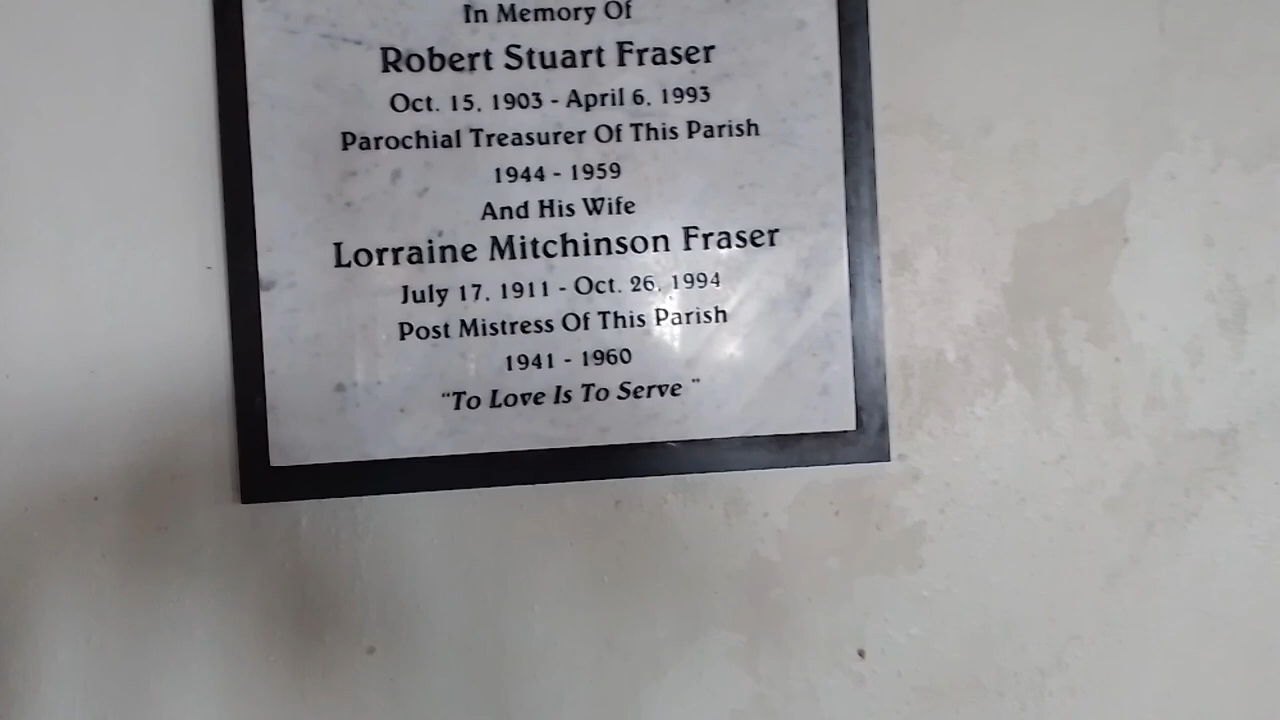 In Memory Of
Robert Stuart Fraser
Oct. 15. 1903 - April 6. 1993
Parochial Treasurer Of This Parish
1944 - 1959
And His Wife
Lorraine Mitchinson Fraser
July 17. 1911 - Oct. 26. 1994
Post Mistress Of This Parish
1941 - 1960
"To Love Is To Serve "